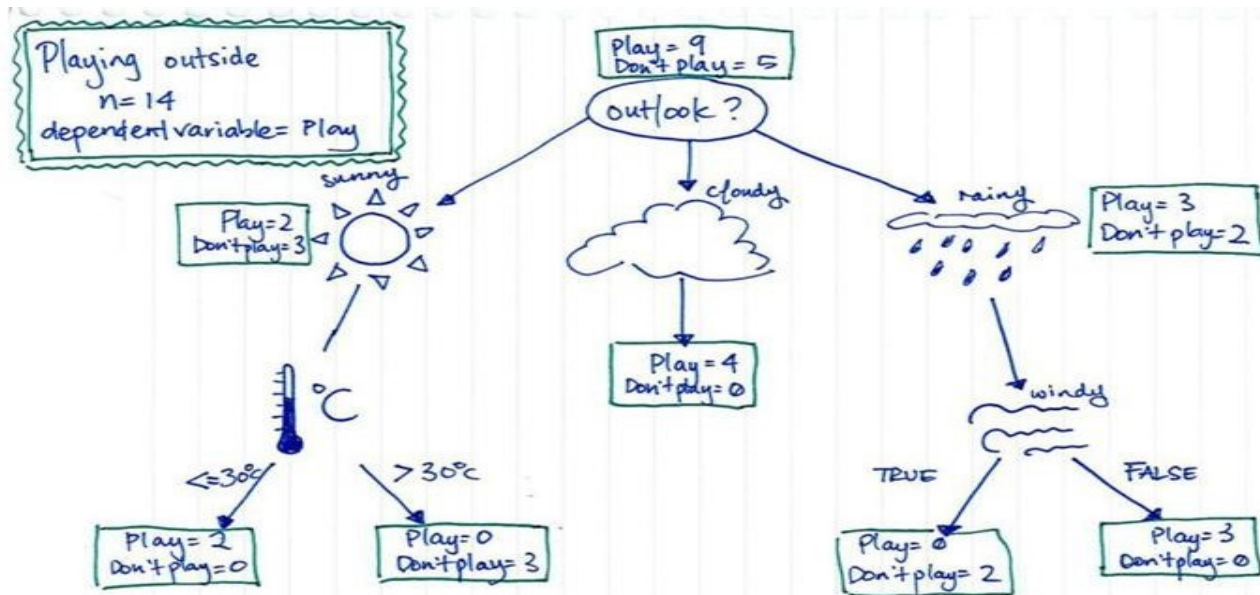 Playing outside
n=14
dependent variable= Play
Play= 9
Don't play = 5
outlook?
sunny
Play=2
Don't play=3
cloudy
rainy
Play= 3
Don't play= 2
Play= 4
Don't play= 0
°C
windy
<=30°C
>30°C
TRUE
FALSE
Play= 2
Don't play=0
Play=0
Don't play= 3
Play= 0
Don't play= 2
Play= 3
Don't play= 0